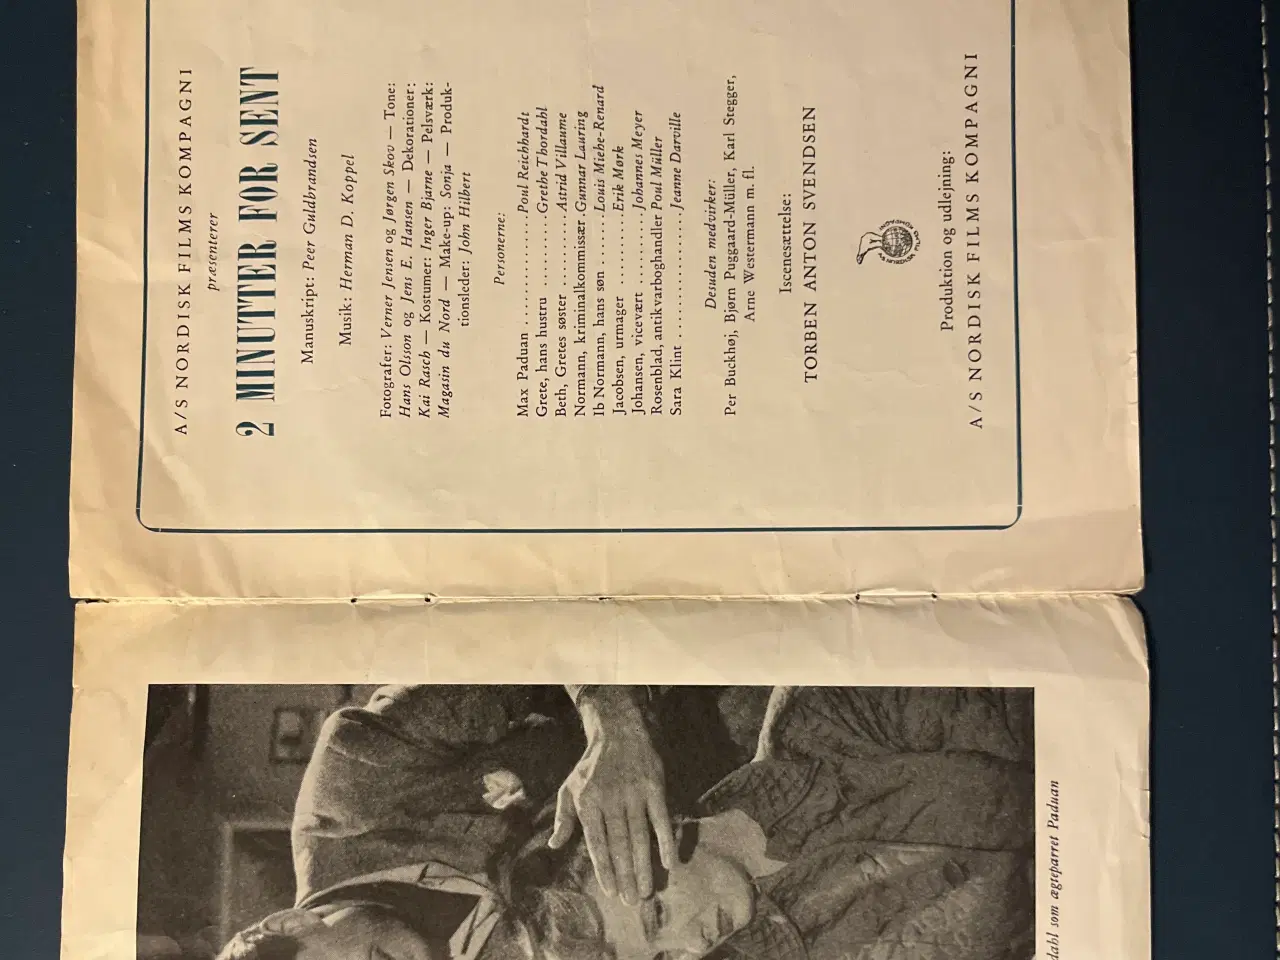 A/S NORDISK FILMS KOMPAGNI
præsenterer
2 MINUTTER FOR SENT
Manuskript: Peer Guldbrandsen
Musik: Herman D. Koppel
Fotografer: Verner Jensen og Jørgen Skov — Tone:
Hans Olsson og Jens E. Hansen — Dekorationer:
Kai Rasch — Kostumer: Inger Bjarne — Pelsværk:
Magasin du Nord — Make-up: Sonja — Produk-
tionsleder: John Hilbert
Personerne:
Max Paduan .................. Poul Reichhardt
Grete, hans hustru .......... Grethe Thordahl
Beth, Gretes søster .......... Astrid Villaume
Normann, kriminalkommissær . Gunnar Lauring
Ib Normann, hans søn ....... Louis Miehe-Renard
Jacobsen, urmager ............ Erik Mørk
Johansen, vicevært ........... Johannes Meyer
Rosenblad, antikvarboghandler Poul Müller
Sara Klint ................... Jeanne Darville
Desuden medvirker:
Per Buckhøj, Bjørn Puggaard-Müller, Karl Stegger,
Arne Westermann m. fl.
Iscenesættelse:
TORBEN ANTON SVENDSEN
Produktion og udlejning:
A/S NORDISK FILMS KOMPAGNI
dahl som ægteparret Paduan